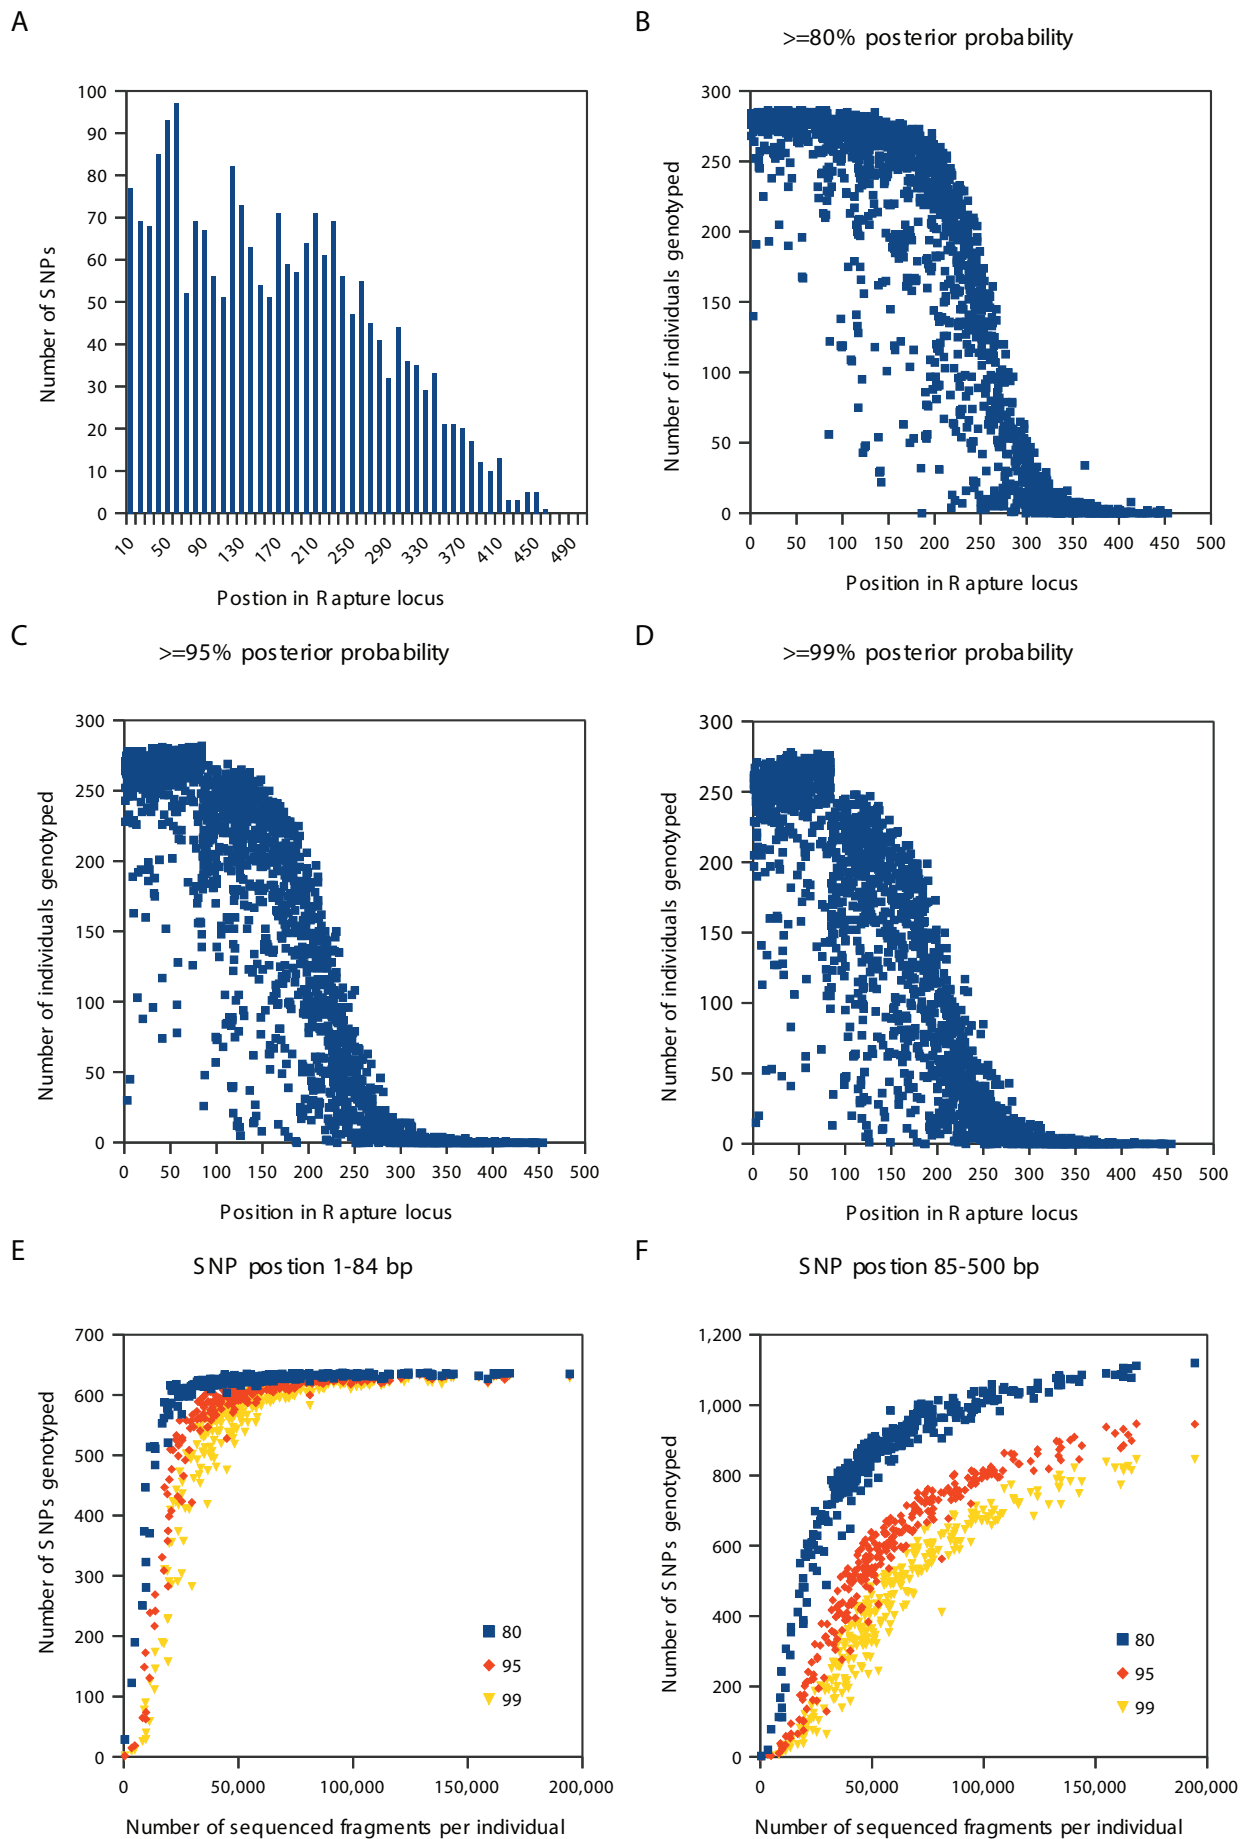 A
100
90
80
70
60
50
40
30
20
10
0
Number of SNPs
10 50 90 130 170 210 250 290 330 370 410 450 490
Postion in Rapture locus
B
>=80% posterior probability
300
250
200
150
100
50
0
Number of individuals genotyped
0 50 100 150 200 250 300 350 400 450 500
Position in Rapture locus
C
>=95% posterior probability
300
250
200
150
100
50
0
Number of individuals genotyped
0 50 100 150 200 250 300 350 400 450 500
Position in Rapture locus
D
>=99% posterior probability
300
250
200
150
100
50
0
Number of individuals genotyped
0 50 100 150 200 250 300 350 400 450 500
Position in Rapture locus
E
SNP postion 1-84 bp
700
600
500
400
300
200
100
0
Number of SNPs genotyped
80
95
99
0 50,000 100,000 150,000 200,000
Number of sequenced fragments per individual
F
SNP postion 85-500 bp
1,200
1,000
800
600
400
200
0
Number of SNPs genotyped
80
95
99
0 50,000 100,000 150,000 200,000
Number of sequenced fragments per individual